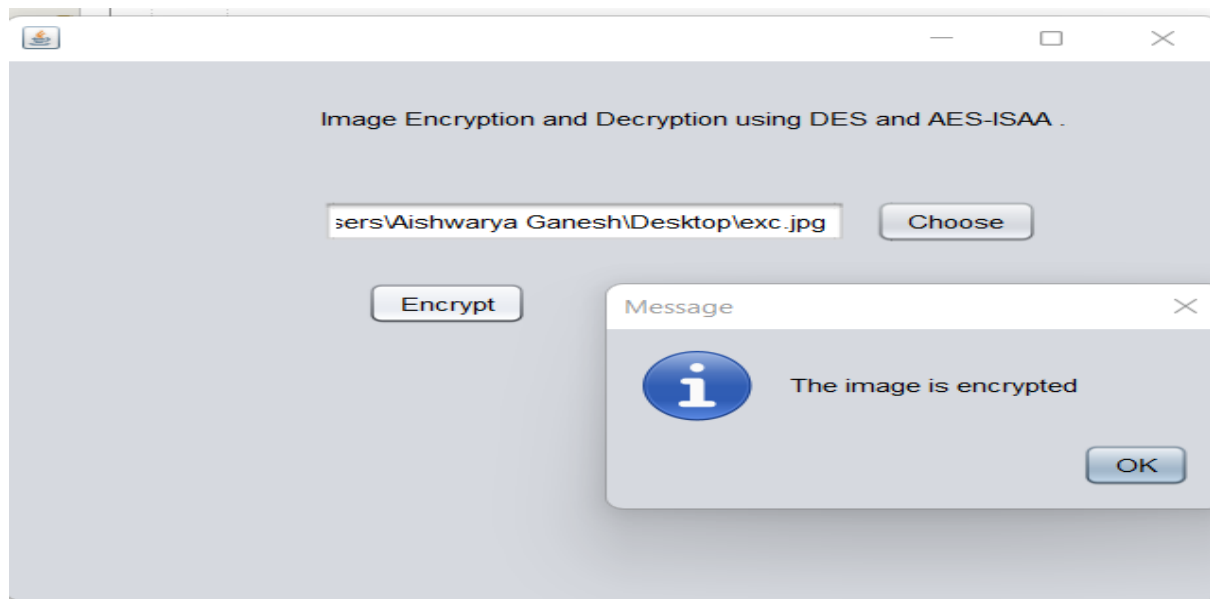 Image Encryption and Decryption using DES and AES-ISAA .
sers\Aishwarya Ganesh\Desktop\exc.jpg
Choose
Encrypt
Message
The image is encrypted
OK